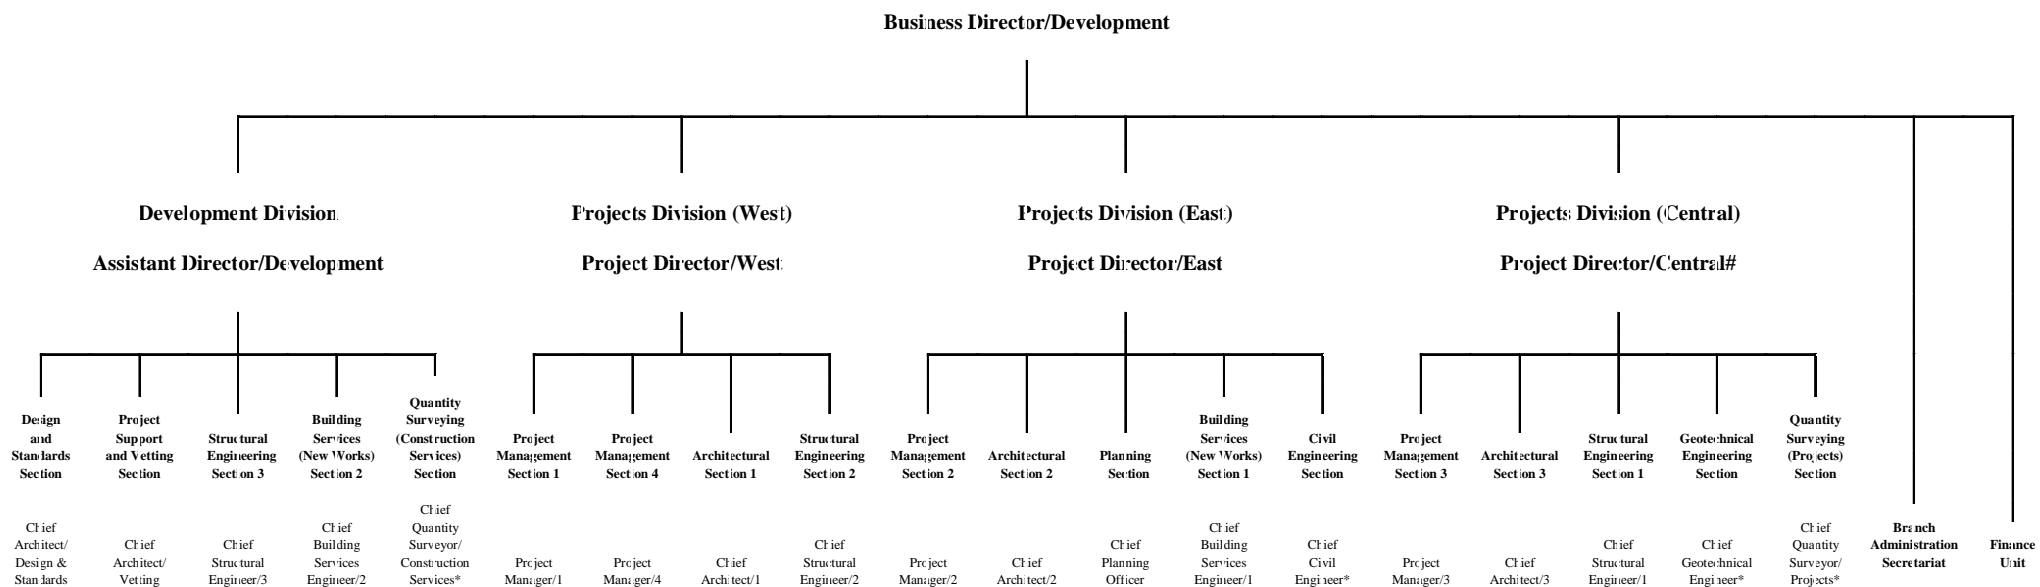 Business Director/Development
Development Division
Assistant Director/Development
Projects Division (West)
Project Director/West
Projects Division (East)
Project Director/East
Projects Division (Central)
Project Director/Central#
Design
and
Standards
Section
Project
Support
and Vetting
Section
Structural
Engineering
Section 3
Building
Services
(New Works)
Section 2
Quantity
Surveying
(Construction
Services)
Section
Project
Management
Section 1
Project
Management
Section 4
Architectural
Section 1
Structural
Engineering
Section 2
Project
Management
Section 2
Architectural
Section 2
Planning
Section
Building
Services
(New Works)
Section 1
Civil
Engineering
Section
Project
Management
Section 3
Architectural
Section 3
Structural
Engineering
Section 1
Geotechnical
Engineering
Section
Quantity
Surveying
(Projects)
Section
Chief
Architect/
Design &
Standards
Chief
Architect/
Vetting
Chief
Structural
Engineer/3
Chief
Building
Services
Engineer/2
Chief
Quantity
Surveyor/
Construction
Services*
Project
Manager/1
Project
Manager/4
Chief
Architect/1
Chief
Structural
Engineer/2
Project
Manager/2
Chief
Architect/2
Chief
Planning
Officer
Chief
Building
Services
Engineer/1
Chief
Civil
Engineer*
Project
Manager/3
Chief
Architect/3
Chief
Structural
Engineer/1
Chief
Geotechnical
Engineer*
Chief
Quantity
Surveyor/
Projects*
Branch
Administration
Secretariat
Finance
Unit